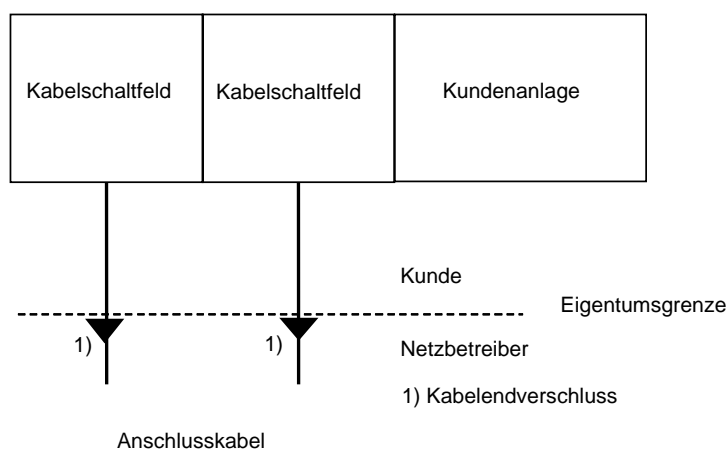 Kabelschaltfeld
Kabelschaltfeld
Kundenanlage
Kunde
Eigentumsgrenze
1)
1)
Netzbetreiber
1) Kabelendverschluss
Anschlusskabel